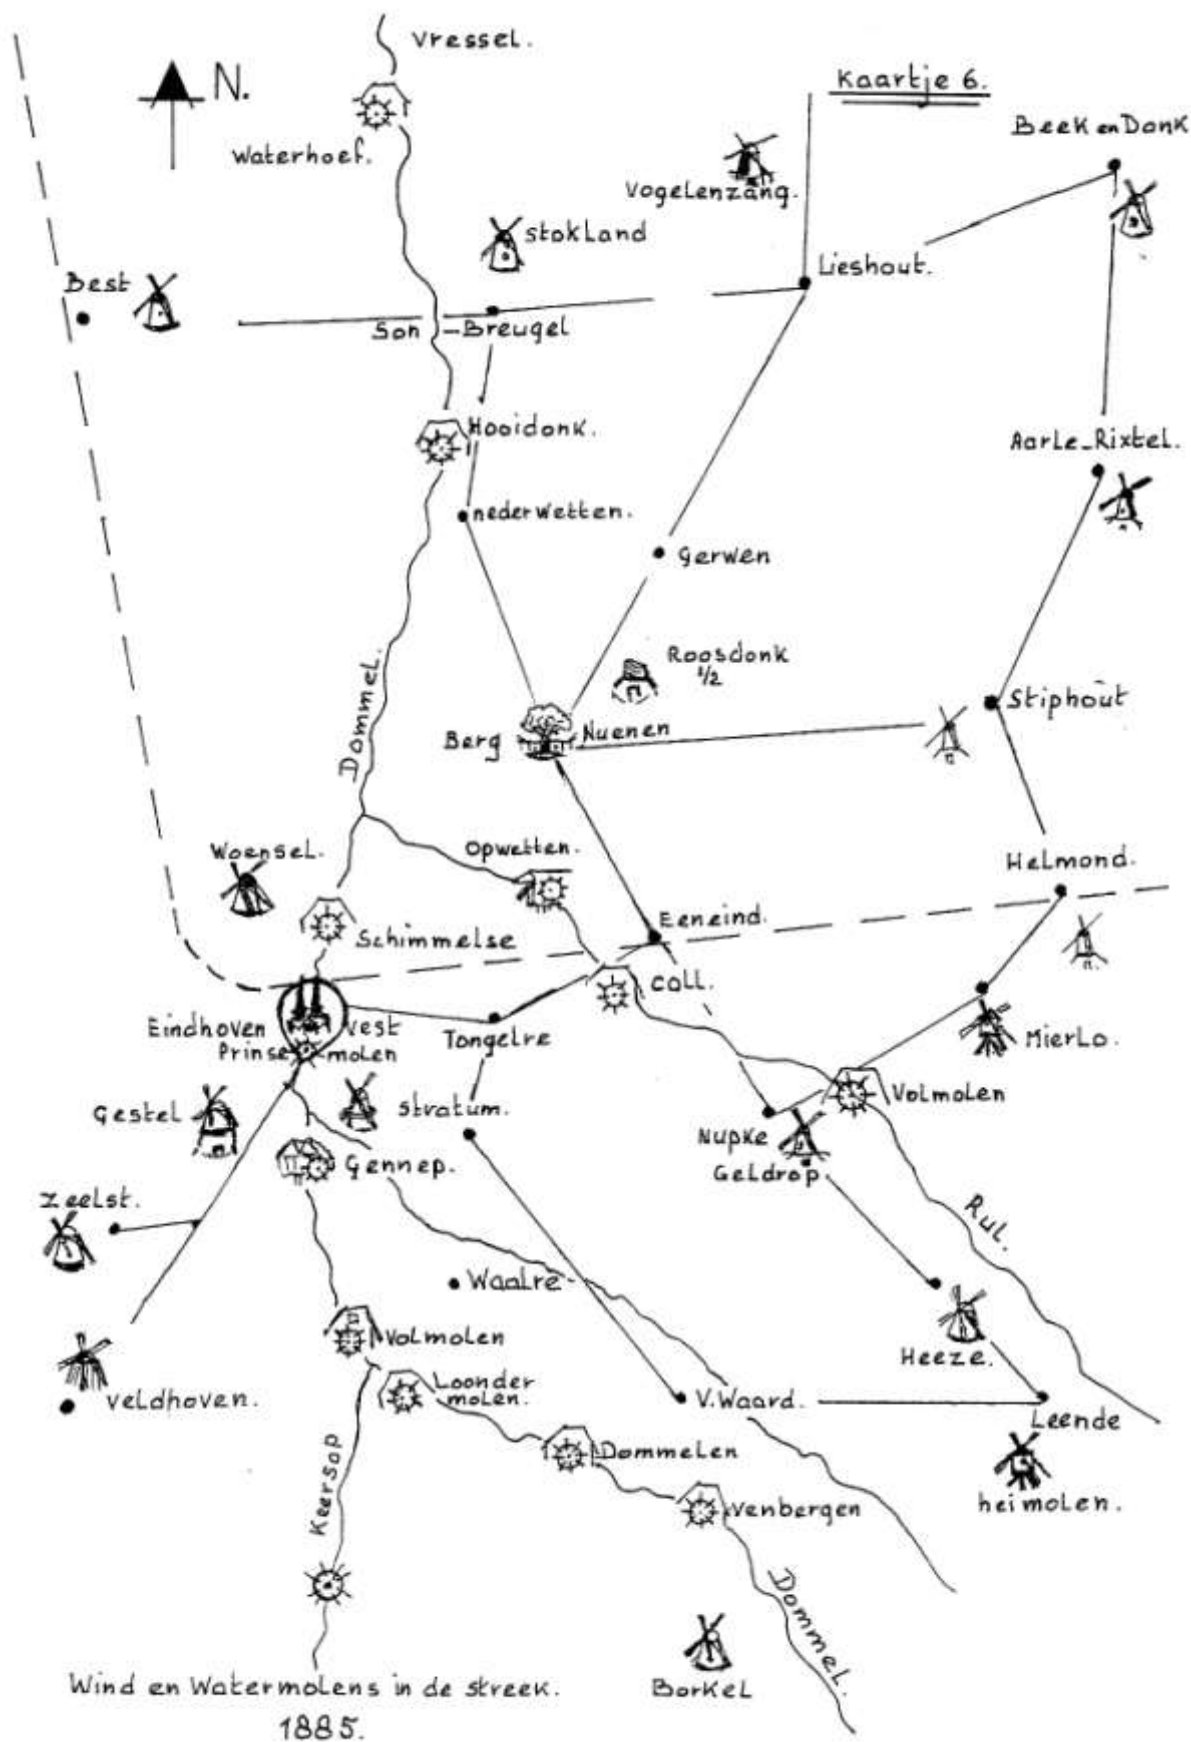 Vressel.
N.
Kaartje 6.
Beek en Donk
Waterhoef.
Vogelenzang.
Stokland
Lieshout.
Best
Son - Breugel
Hooidonk.
Aarle-Rixtel.
nederwetten.
Gerwen
Roosdonk
1/2
Dommel.
Stiphout
Berg
Nuenen
Woensel.
Opwetten.
Helmond.
Eeneind.
Schimmelse
Coll.
Eindhoven
Vest
Prinse molen
Tongelre
Mierlo.
Volmolen
Gestel
Stratum.
Nupke
Gennep.
Geldrop
Zeelst.
Rul.
Waalre
Volmolen
Heeze.
Loonder
molen.
Veldhoven.
V.Waard.
Leende
Keersop
Dommelen
heimolen.
Venbergen
Dommel.
Borkel
Wind en Watermolens in de streek.
1885.